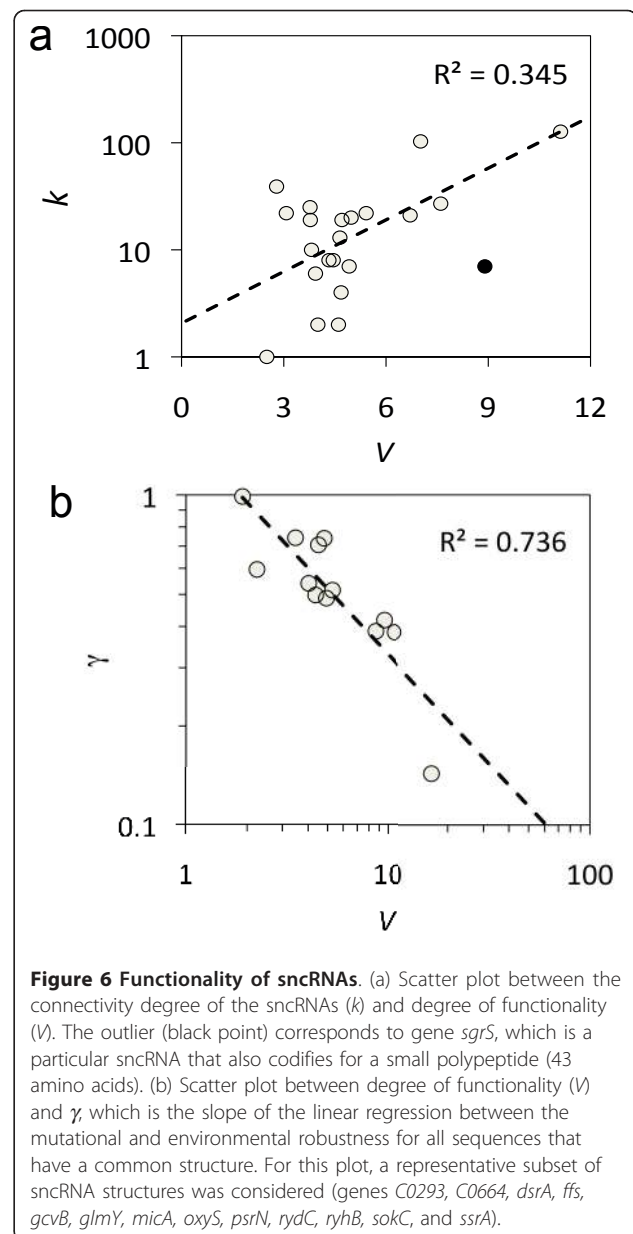 a
1000
100
10
1
k
R² = 0.345
0 3 6 9 12
V
b
1
0.1
γ
R² = 0.736
1 10 100
V
Figure 6 Functionality of sncRNAs. (a) Scatter plot between the
connectivity degree of the sncRNAs (k) and degree of functionality
(V). The outlier (black point) corresponds to gene sgrS, which is a
particular sncRNA that also codifies for a small polypeptide (43
amino acids). (b) Scatter plot between degree of functionality (V)
and γ, which is the slope of the linear regression between the
mutational and environmental robustness for all sequences that
have a common structure. For this plot, a representative subset of
sncRNA structures was considered (genes C0293, C0664, dsrA, ffs,
gcvB, glmY, micA, oxyS, psrN, rydC, ryhB, sokC, and ssrA).